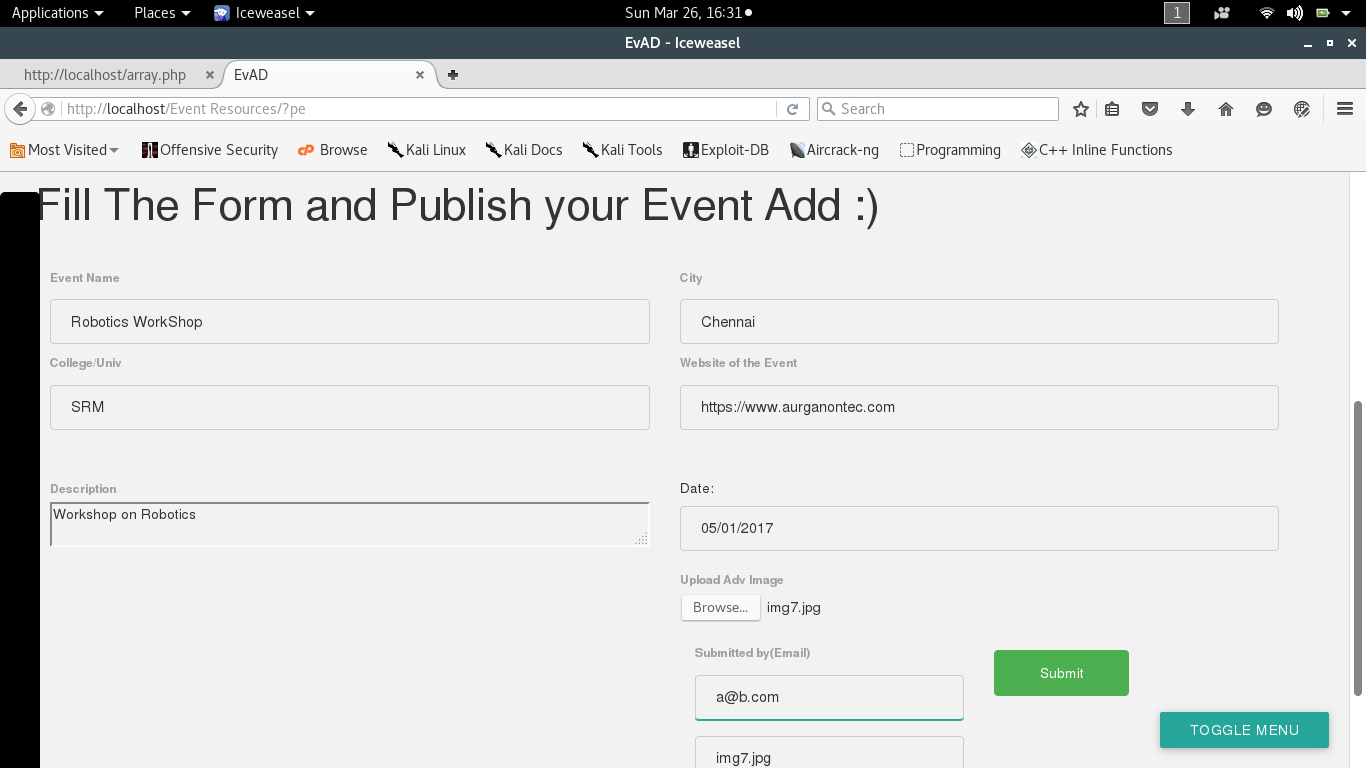 Applications Places Iceweasel Sun Mar 26, 16:31 1
EvAD - Iceweasel
http://localhost/array.php EvAD
http://localhost/Event Resources/?pe Search
Most Visited Offensive Security Browse Kali Linux Kali Docs Kali Tools Exploit-DB Aircrack-ng Programming C++ Inline Functions
Fill The Form and Publish your Event Add :)
Event Name City
Robotics WorkShop Chennai
College/Univ Website of the Event
SRM https://www.aurganontec.com
Description Date:
Workshop on Robotics 05/01/2017
Upload Adv Image
Browse... img7.jpg
Submitted by(Email)
Submit
a@b.com
TOGGLE MENU
img7.jpg